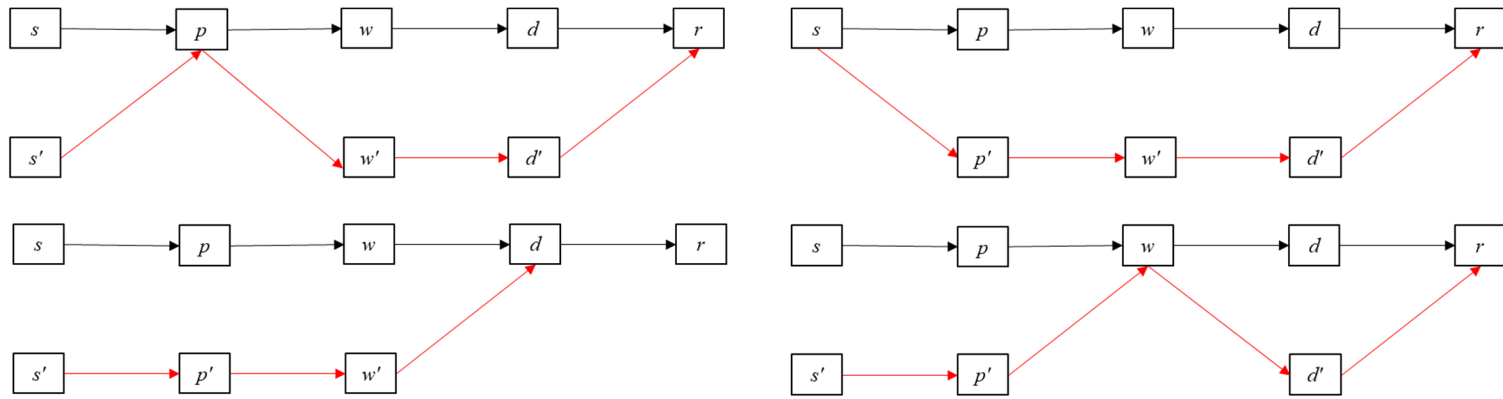 s p w d r s p w d r
s′ w′ d′ p′ w′ d′
s p w d r s p w d r
s′ p′ w′ s′ p′ d′